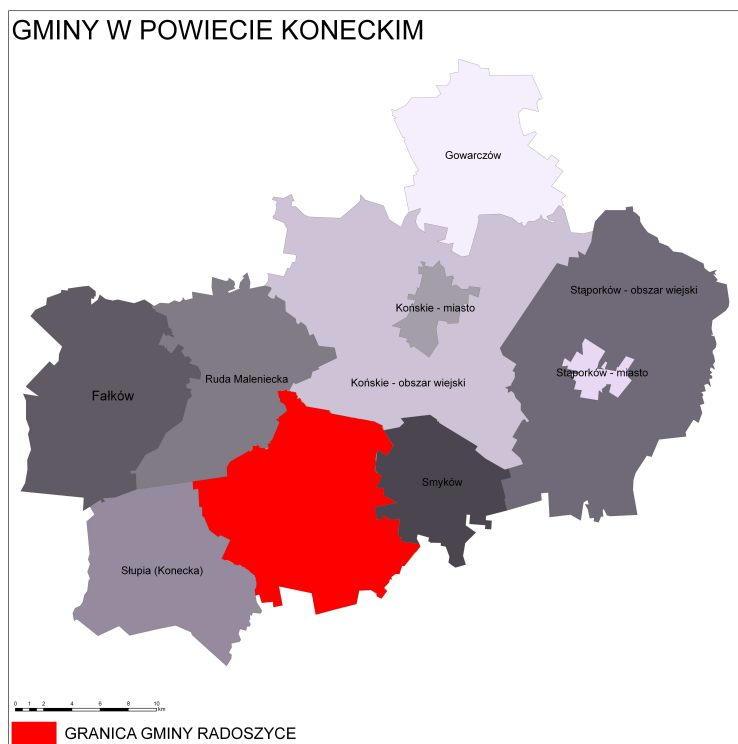 GMINY W POWIECIE KONECKIM
Gowarczów
Stąporków - obszar wiejski
Końskie - miasto
Stąporków - miasto
Ruda Maleniecka
Końskie - obszar wiejski
Fałków
Smyków
Słupia (Konecka)
0 1 2 4 6 8 10
km
GRANICA GMINY RADOSZYCE